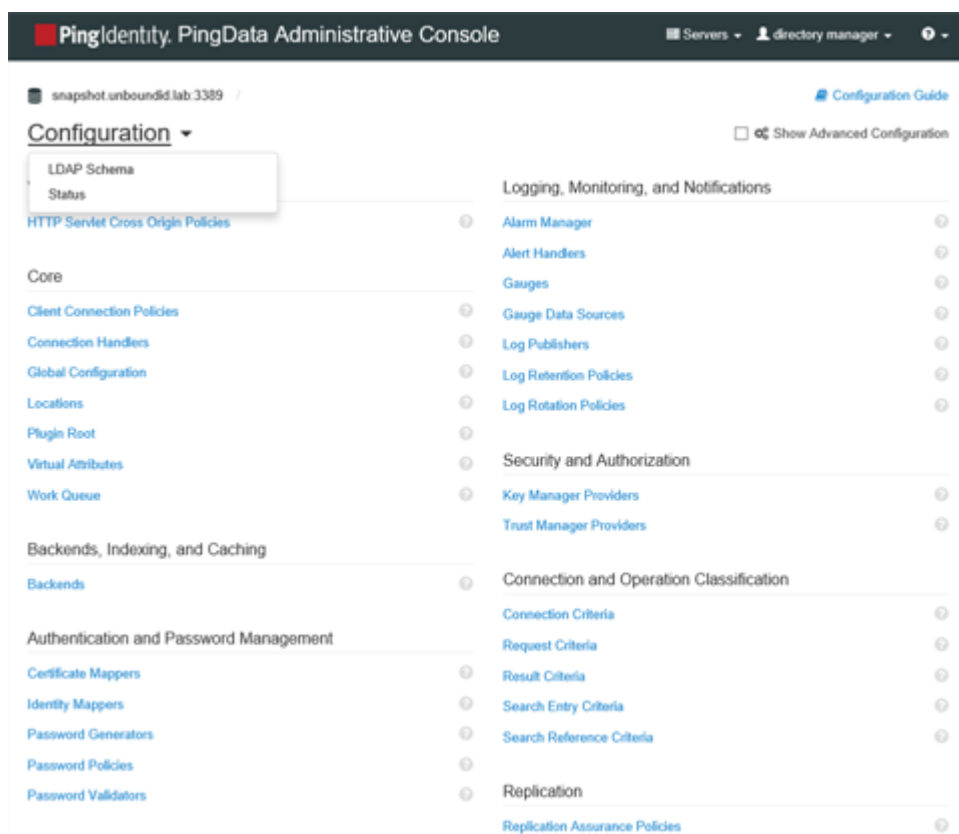 PingIdentity. PingData Administrative Console
Servers directory manager
snapshot.unboundid.lab:3389 /
Configuration Guide
Configuration
Show Advanced Configuration
LDAP Schema
Status
HTTP Servlet Cross Origin Policies
Core
Client Connection Policies
Connection Handlers
Global Configuration
Locations
Plugin Root
Virtual Attributes
Work Queue
Backends, Indexing, and Caching
Backends
Authentication and Password Management
Certificate Mappers
Identity Mappers
Password Generators
Password Policies
Password Validators
Logging, Monitoring, and Notifications
Alarm Manager
Alert Handlers
Gauges
Gauge Data Sources
Log Publishers
Log Retention Policies
Log Rotation Policies
Security and Authorization
Key Manager Providers
Trust Manager Providers
Connection and Operation Classification
Connection Criteria
Request Criteria
Result Criteria
Search Entry Criteria
Search Reference Criteria
Replication
Replication Assurance Policies